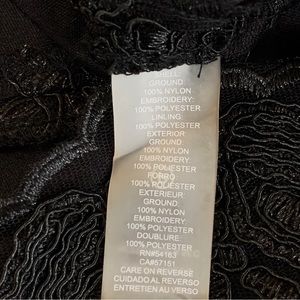 GROUND:
100% NYLON
EMBROIDERY:
100% POLYESTER
LINLING:
100% POLYESTER
EXTERIOR
GROUND:
100% NYLON
EMBROIDERY:
100% POLIESTER
FORRO
100% POLYESTER
EXTERIEUR
GROUND:
100% NYLON
EMBROIDERY:
100% POLYESTER
DOUBLURE:
100% POLYESTER
RN#54163
CA#57151
CARE ON REVERSE
CUIDADO AL REVERSO
ENTRETIEN AU VERSO